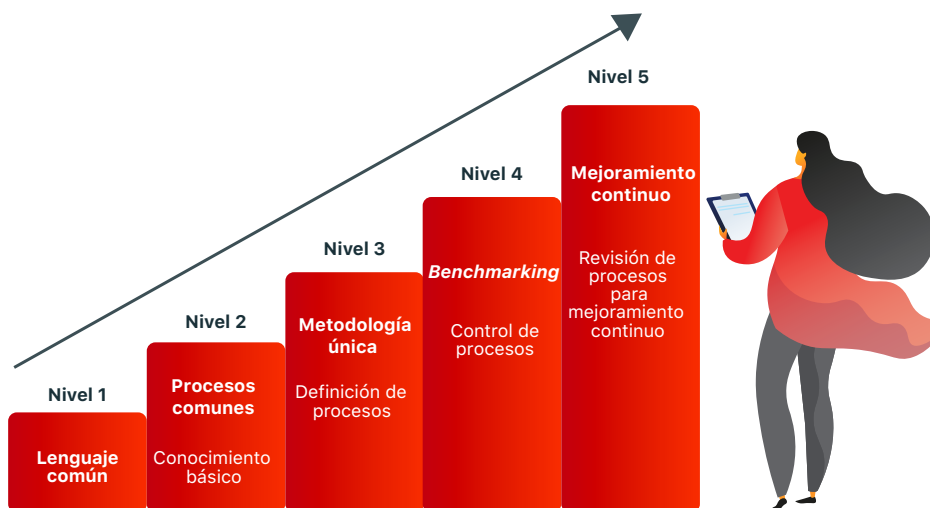 Nivel 1
Lenguaje
común
Nivel 2
Procesos
comunes
Conocimiento
básico
Nivel 3
Metodología
única
Definición de
procesos
Nivel 4
Benchmarking
Control de
procesos
Nivel 5
Mejoramiento
continuo
Revisión de
procesos
para
mejoramiento
continuo